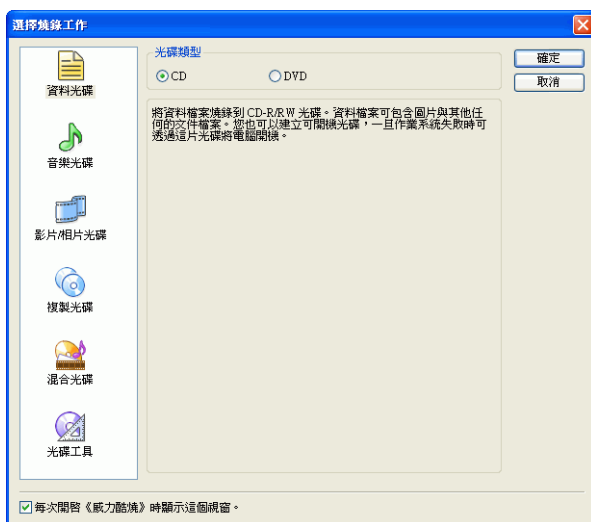 選擇燒錄工作
資料光碟
音樂光碟
影片/相片光碟
複製光碟
混合光碟
光碟工具
光碟類型
CD
DVD
將資料檔案燒錄到 CD-R/RW 光碟。資料檔案可包含圖片與其他任
何的文件檔案。您也可以建立可開機光碟,一旦作業系統失敗時可
透過這片光碟將電腦開機。
確定
取消
每次開啓《威力酷燒》時顯示這個視窗。